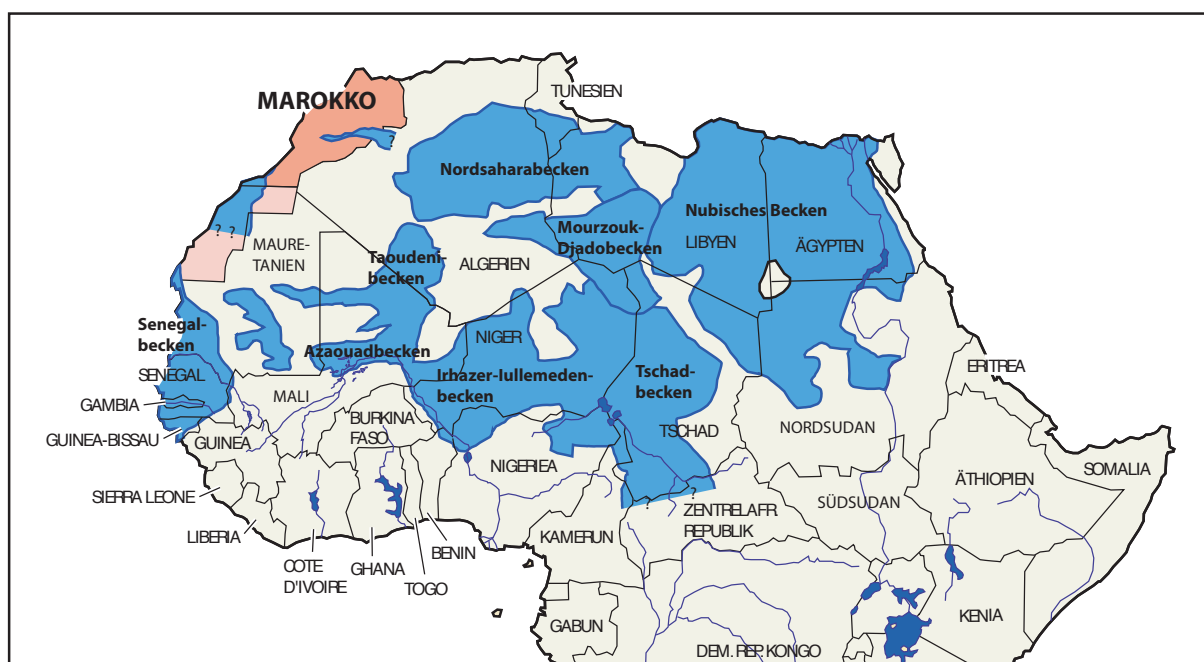 TUNESIEN
MAROKKO
?
Nordsaharabecken
Nubisches Becken
Mourzouk-
Djadobecken
LIBYEN
ÄGYPTEN
? ?
MAURE-
TANIEN
Taoudeni-
becken
ALGERIEN
Senegal-
becken
Azaouadbecken
NIGER
Irhazer-Iullemeden-
becken
Tschad-
becken
ERITREA
SENEGAL
MALI
GAMBIA
BURKINA
FASO
TSCHAD
NORDSUDAN
GUINEA-BISSAU
GUINEA
NIGERIEA
SOMALIA
ÄTHIOPIEN
SIERRA LEONE
? ?
SÜDSUDAN
ZENTRELAFR.
REPUBLIK
LIBERIA
KAMERUN
BENIN
COTE
D'IVOIRE
GHANA
TOGO
KENIA
GABUN
DEM. REP. KONGO